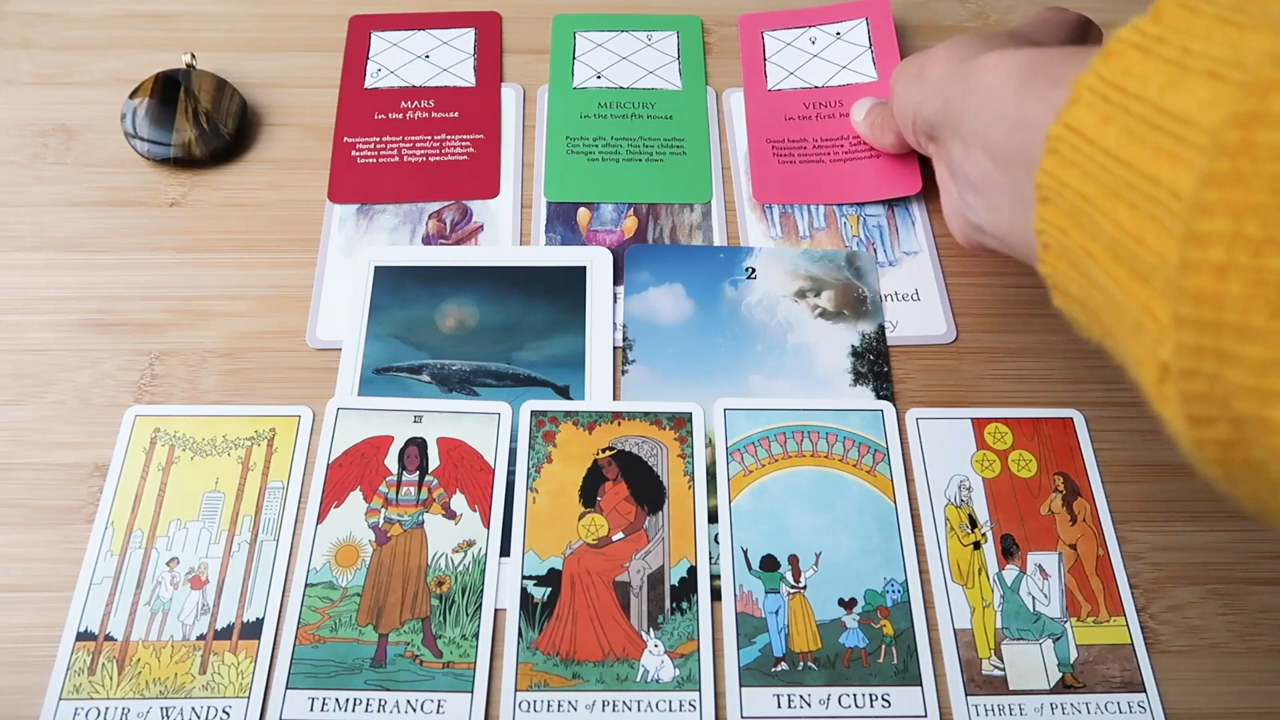 MARS
in the fifth house
Passionate about creative self-expression.
Hard on partner and/or children.
Restless mind. Dangerous childbirth.
Loves occult. Enjoys speculation.
MERCURY
in the twelfth house
Psychic gifts. Fantasy/fiction author.
Can have affairs. Has few children.
Changes moods. Thinking too much
can bring native down.
VENUS
in the first
Good health. Is beautiful
Passionate. Attractive.
Needs assurance in
Loves animals, companionship
2
FOUR of WANDS
TEMPERANCE
QUEEN of PENTACLES
TEN of CUPS
THREE of PENTACLES